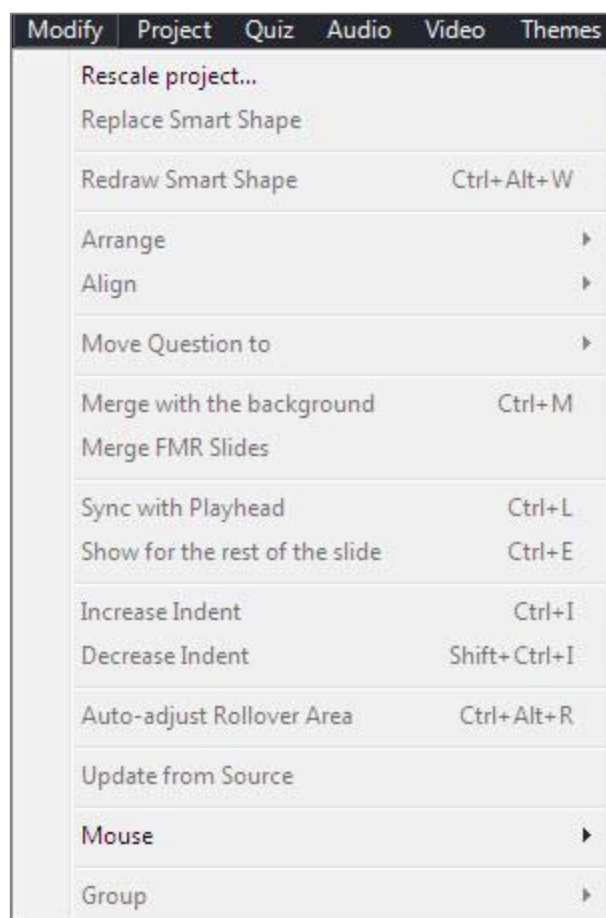 Modify Project Quiz Audio Video Themes
Rescale project...
Replace Smart Shape
Redraw Smart Shape Ctrl+Alt+W
Arrange
Align
Move Question to
Merge with the background Ctrl+M
Merge FMR Slides
Sync with Playhead Ctrl+L
Show for the rest of the slide Ctrl+E
Increase Indent Ctrl+I
Decrease Indent Shift+Ctrl+I
Auto-adjust Rollover Area Ctrl+Alt+R
Update from Source
Mouse
Group